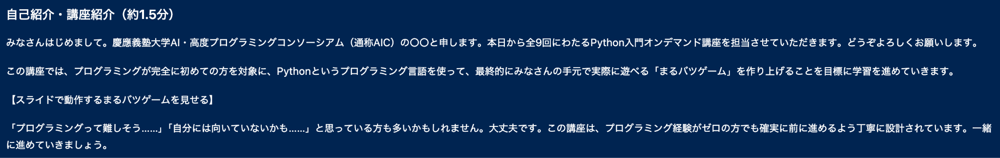 自己紹介・講座紹介（約1.5分）
みなさんはじめまして。慶應義塾大学AI・高度プログラミングコンソーシアム（通称AIC）の〇〇と申します。本日から全9回にわたるPython入門オンデマンド講座を担当させていただきます。どうぞよろしくお願いします。
この講座では、プログラミングが完全に初めての方を対象に、Pythonというプログラミング言語を使って、最終的にみなさんの手元で実際に遊べる「まるバツゲーム」を作り上げることを目標に学習を進めていきます。
【スライドで動作するまるバツゲームを見せる】
「プログラミングって難しそう……」「自分には向いていないかも……」と思っている方も多いかもしれません。大丈夫です。この講座は、プログラミング経験がゼロの方でも確実に前に進めるよう丁寧に設計されています。一緒
に進めていきましょう。